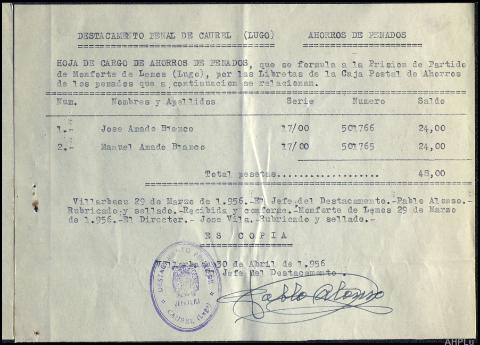 DESTACAMENTO PENAL DE CAUREL (LUGO) AHORROS DE PENADOS
HOJA DE CARGO DE AHORROS DE PENADOS, que se formula a la Prision de Partido
de Monforte de Lemos (Lugo), por las Libretas de la Caja Postal de Ahorros
de los penados que a continuacion se relacionan.
Num. Nombres y Apellidos Serie Numero Saldo
1.- Jose Amado Blanco 17/00 501766 24,00
2.- Manuel Amado Blanco 17/00 501765 24,00
Total pesetas................... 48,00
Villarbacu 29 de Marzo de 1.956.-El Jefe del Destacamento.-Pablo Alonso.-
Rubricado y sellado.-Recibida y conforme.-Monforte de Lemos 29 de Marzo
de 1.956.-El Director.- Jose Vila.-Rubricado y sellado.-
ES COPIA
30 de Abril de 1.956
Jefe del Destacamento.
Pablo Alonso
DESTACAMENTO PENAL
CAUREL (LUGO)
AHPLu